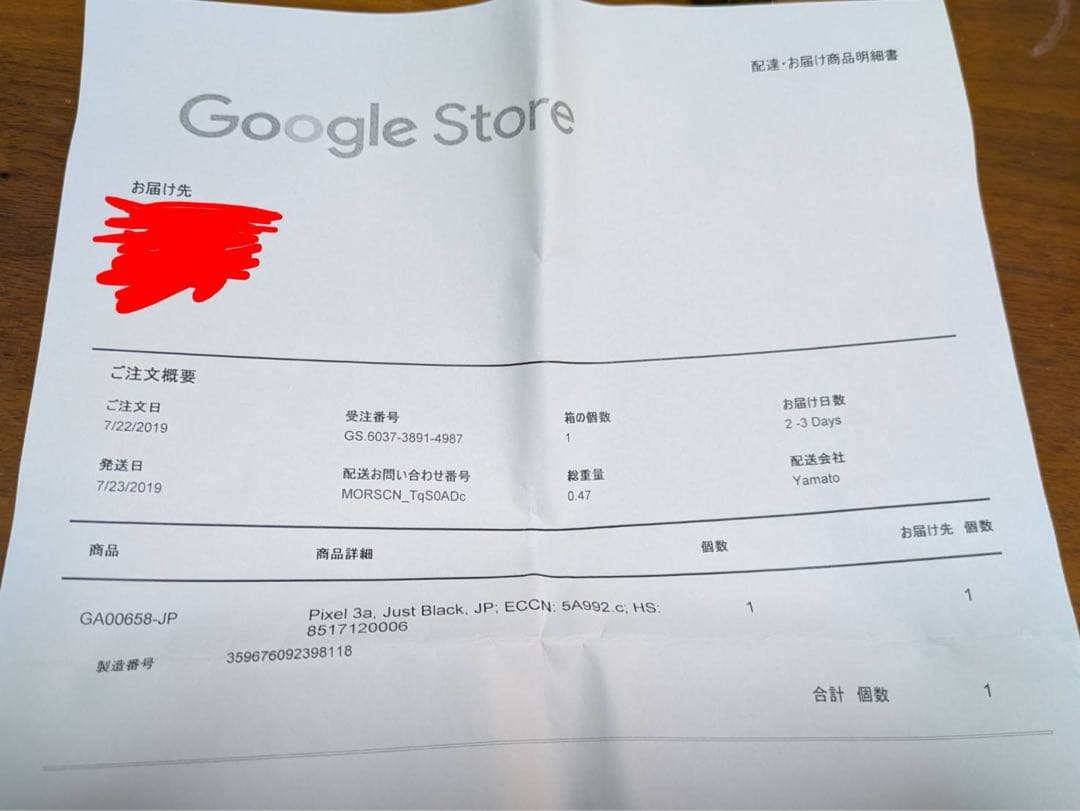 配達・お届け商品明細書
Google Store
お届け先
ご注文概要
ご注文日
7/22/2019
受注番号
GS.6037-3891-4987
箱の個数
1
お届け日数
2 -3 Days
発送日
7/23/2019
配送お問い合わせ番号
MORSCN_TqS0ADc
総重量
0.47
配送会社
Yamato
商品 商品詳細 個数 お届け先 個数
GA00658-JP Pixel 3a, Just Black, JP; ECCN: 5A992.c; HS: 1 1
8517120006
製造番号 359676092398118
合計 個数 1